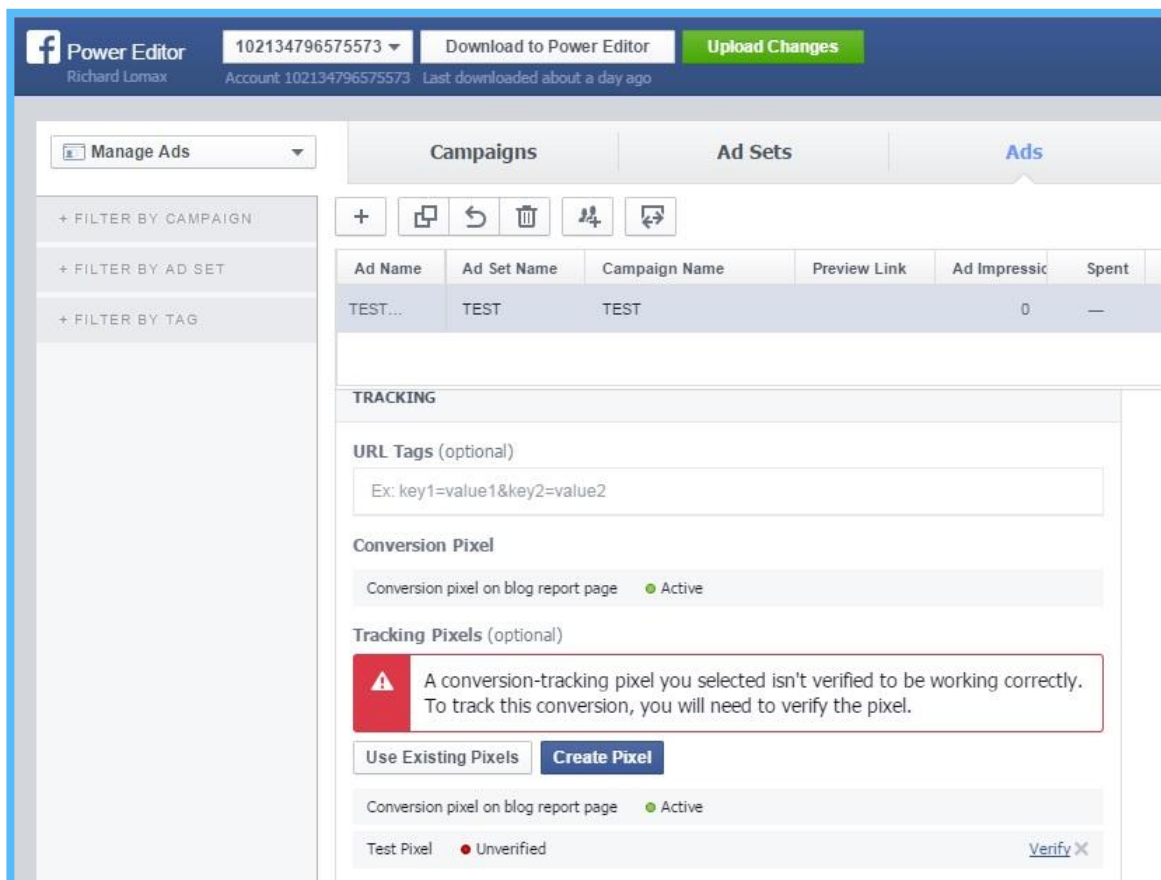 f Power Editor 102134796575573 Download to Power Editor Upload Changes
Richard Lomax Account 102134796575573 Last downloaded about a day ago
Manage Ads Campaigns Ad Sets Ads
+ FILTER BY CAMPAIGN
+ FILTER BY AD SET
+ FILTER BY TAG
Ad Name Ad Set Name Campaign Name Preview Link Ad Impressic Spent
TEST... TEST TEST 0 —
TRACKING
URL Tags (optional)
Ex: key1=value1&key2=value2
Conversion Pixel
Conversion pixel on blog report page Active
Tracking Pixels (optional)
A conversion-tracking pixel you selected isn't verified to be working correctly.
To track this conversion, you will need to verify the pixel.
Use Existing Pixels Create Pixel
Conversion pixel on blog report page Active
Test Pixel Unverified Verify